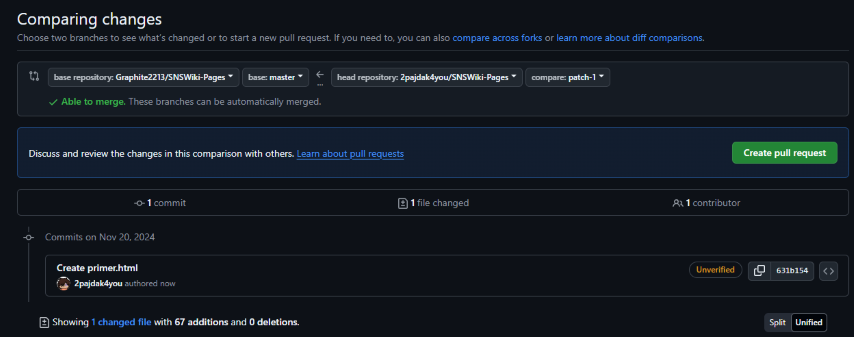 Comparing changes
Choose two branches to see what's changed or to start a new pull request. If you need to, you can also compare across forks or learn more about diff comparisons.
base repository: Graphite2213/SNSWiki-Pages base: master ... head repository: 2pajdak4you/SNSWiki-Pages compare: patch-1
Able to merge. These branches can be automatically merged.
Discuss and review the changes in this comparison with others. Learn about pull requests Create pull request
1 commit 1 file changed 1 contributor
Commits on Nov 20, 2024
Create primer.html Unverified 631b154
2pajdak4you authored now
Showing 1 changed file with 67 additions and 0 deletions. Split Unified